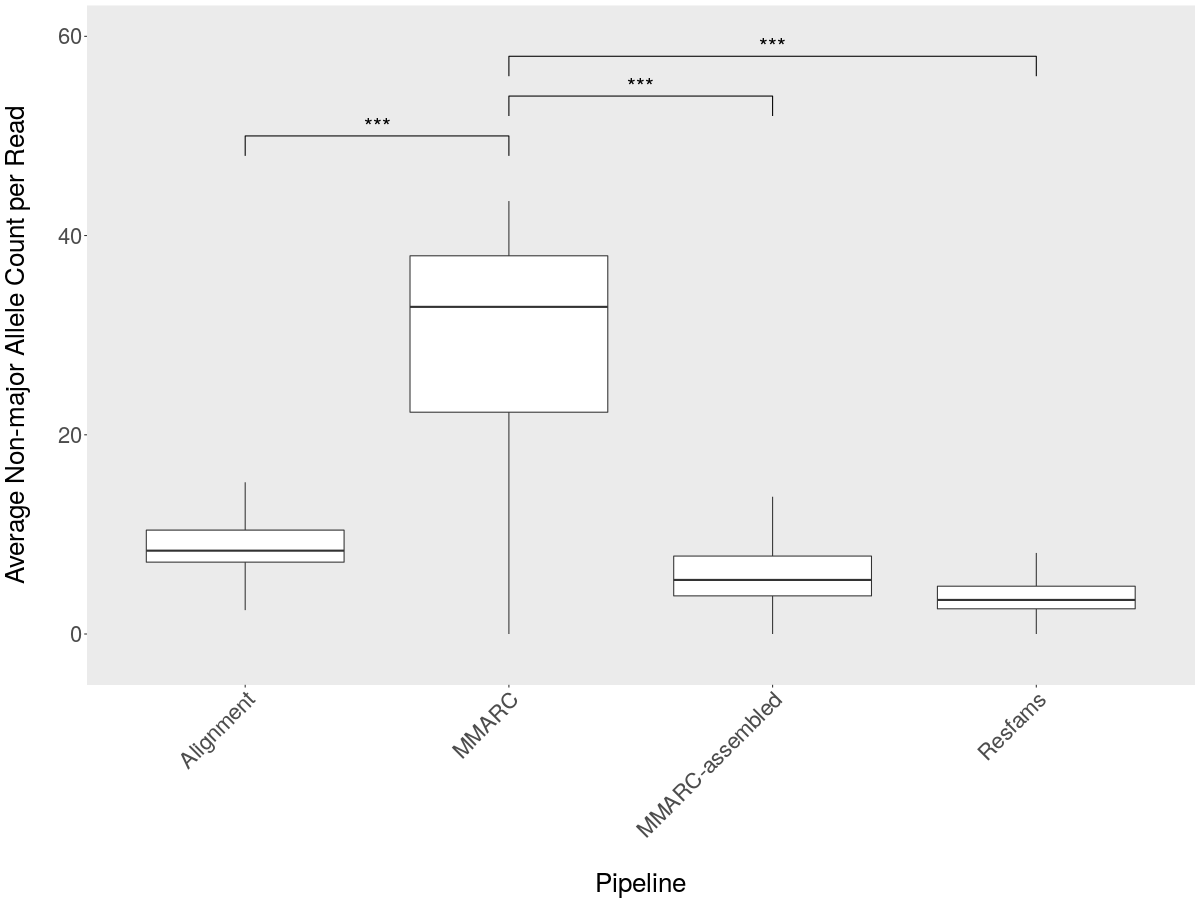 60
40
20
0
Average Non-major Allele Count per Read
***
***
***
Alignment
MMARC
MMARC-assembled
Resfams
Pipeline